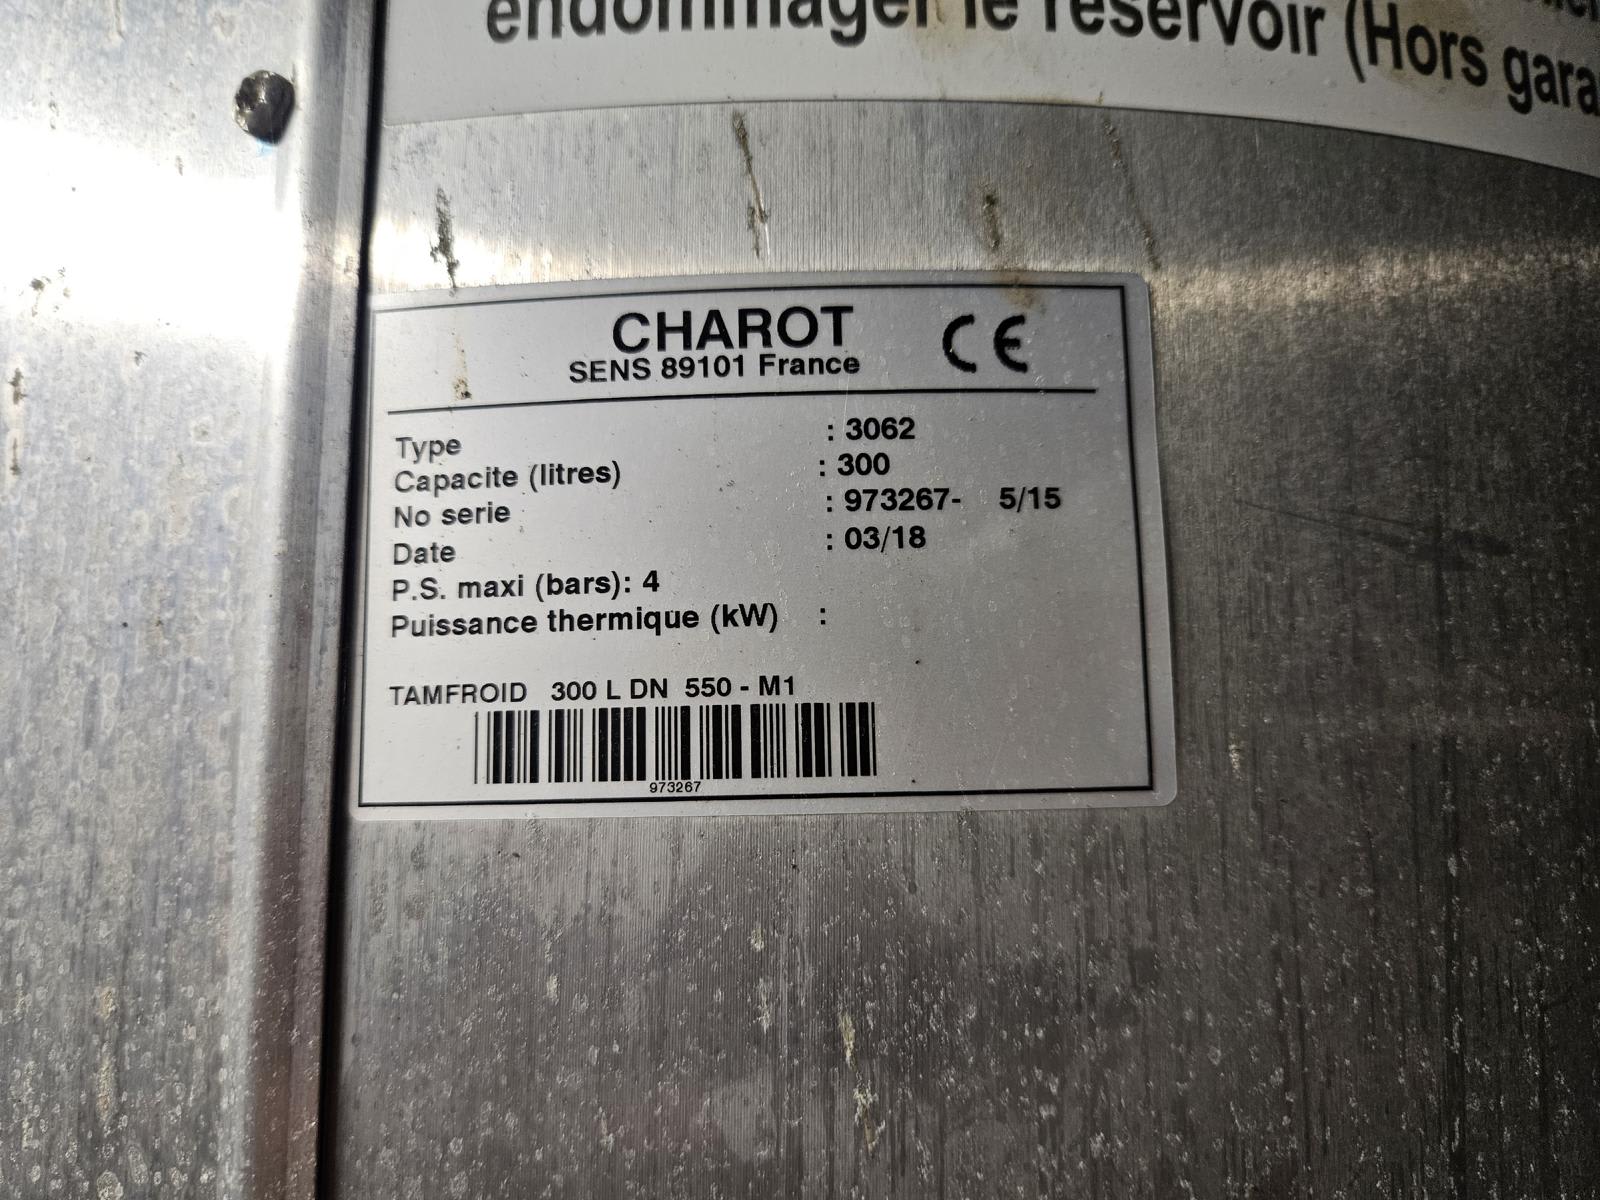 endommager le réservoir (Hors gara
CHAROT CE
SENS 89101 France
Type : 3062
Capacite (litres) : 300
No serie : 973267- 5/15
Date : 03/18
P.S. maxi (bars): 4
Puissance thermique (kW) :
TAMFROID 300 L DN 550 - M1
973267